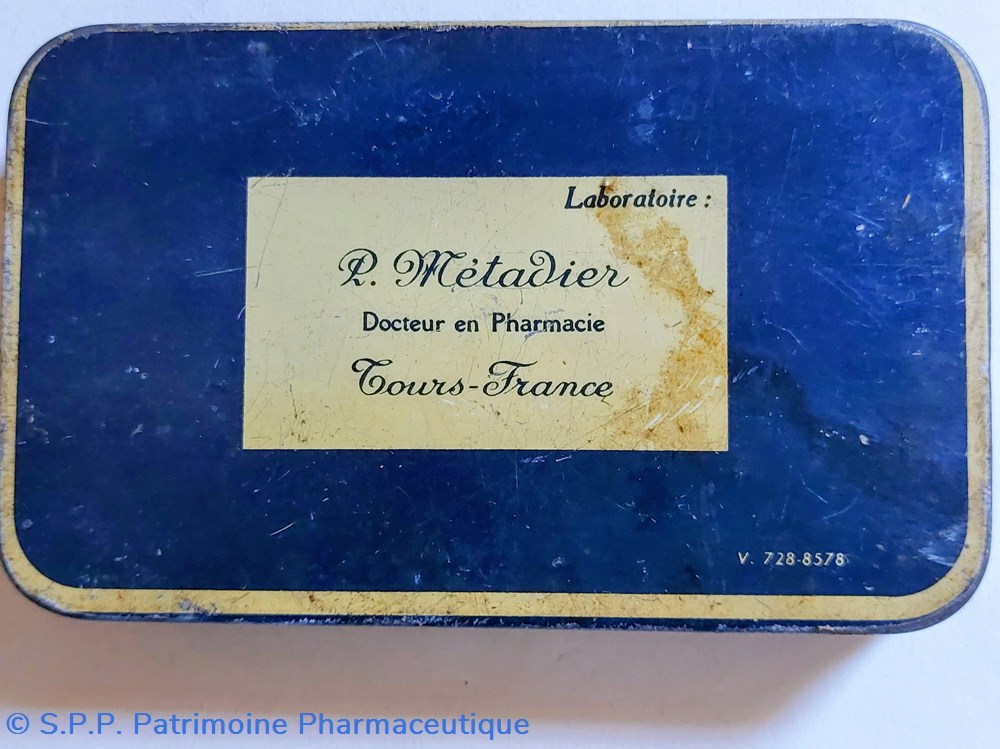 Laboratoire :
P. Métadier
Docteur en Pharmacie
Tours-France
V. 728-8578
© S.P.P. Patrimoine Pharmaceutique